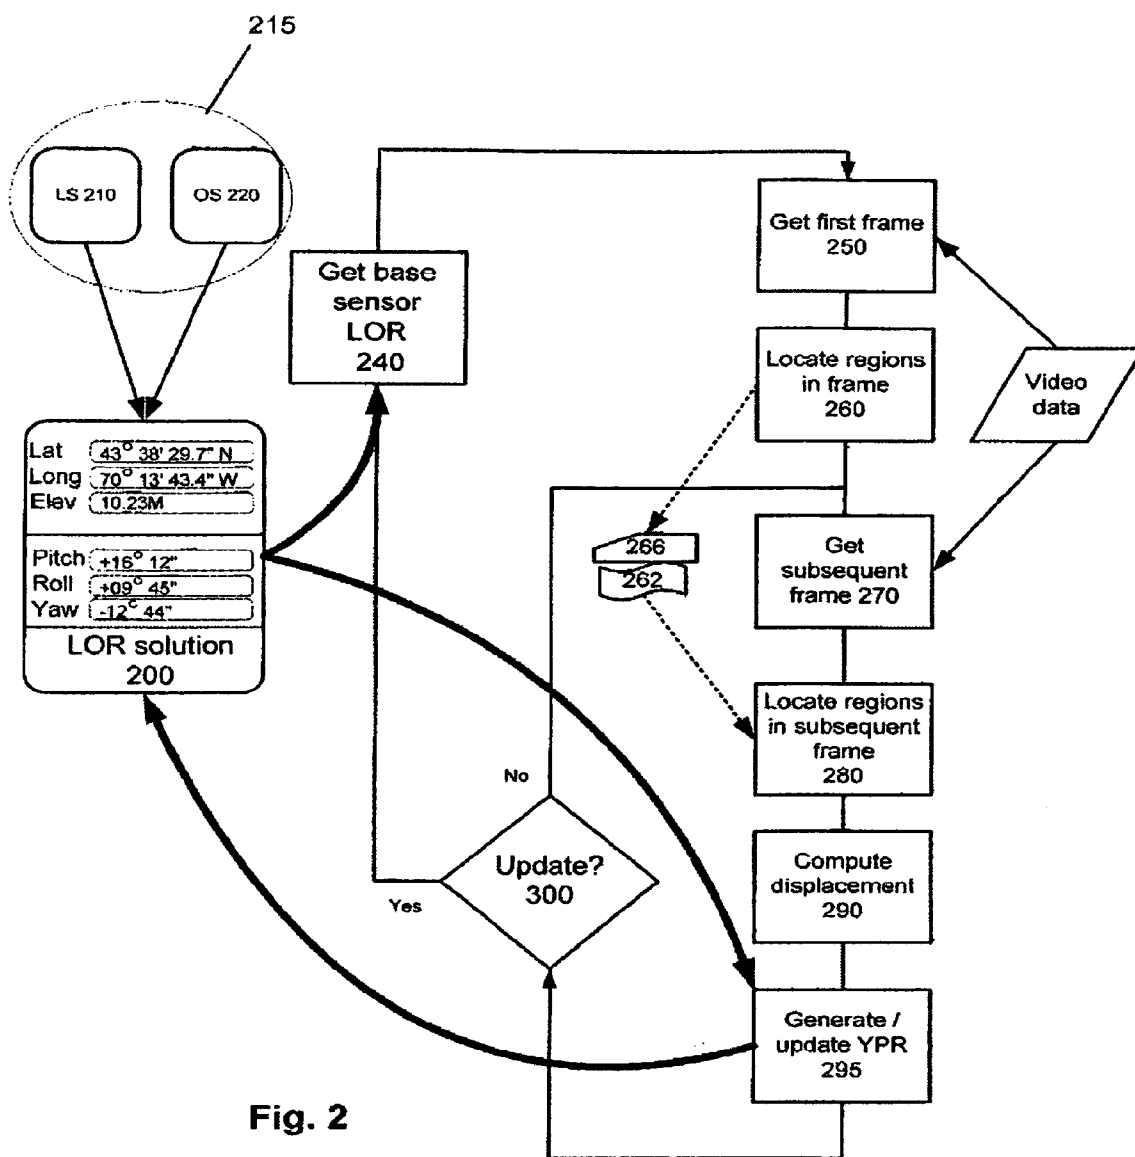 215
LS 210
OS 220
Get base
sensor
LOR
240
Get first frame
250
Locate regions
in frame
260
Video
data
Lat 43° 38' 29.7" N
Long 70° 13' 43.4" W
Elev 10.23M
Pitch +16° 12"
Roll +09° 45"
Yaw -12° 44"
LOR solution
200
266
262
Get
subsequent
frame 270
Locate regions
in subsequent
frame
280
No
Update?
300
Yes
Compute
displacement
290
Generate /
update YPR
295
Fig. 2